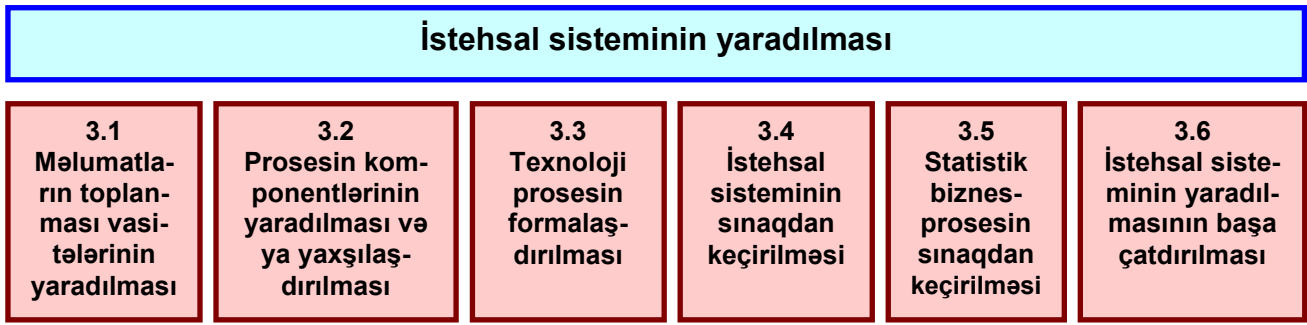 İstehsal sisteminin yaradılması
3.1
Məlumatla-
rın toplan-
ması vasi-
tələrinin
yaradılması
3.2
Prosesin kom-
ponentlərinin
yaradılması və
ya yaxşılaş-
dırılması
3.3
Texnoloji
prosesin
formalaş-
dırılması
3.4
İstehsal
sisteminin
sınaqdan
keçirilməsi
3.5
Statistik
biznes-
prosesin
sınaqdan
keçirilməsi
3.6
İstehsal siste-
minin yaradıl-
masının başa
çatdırılması